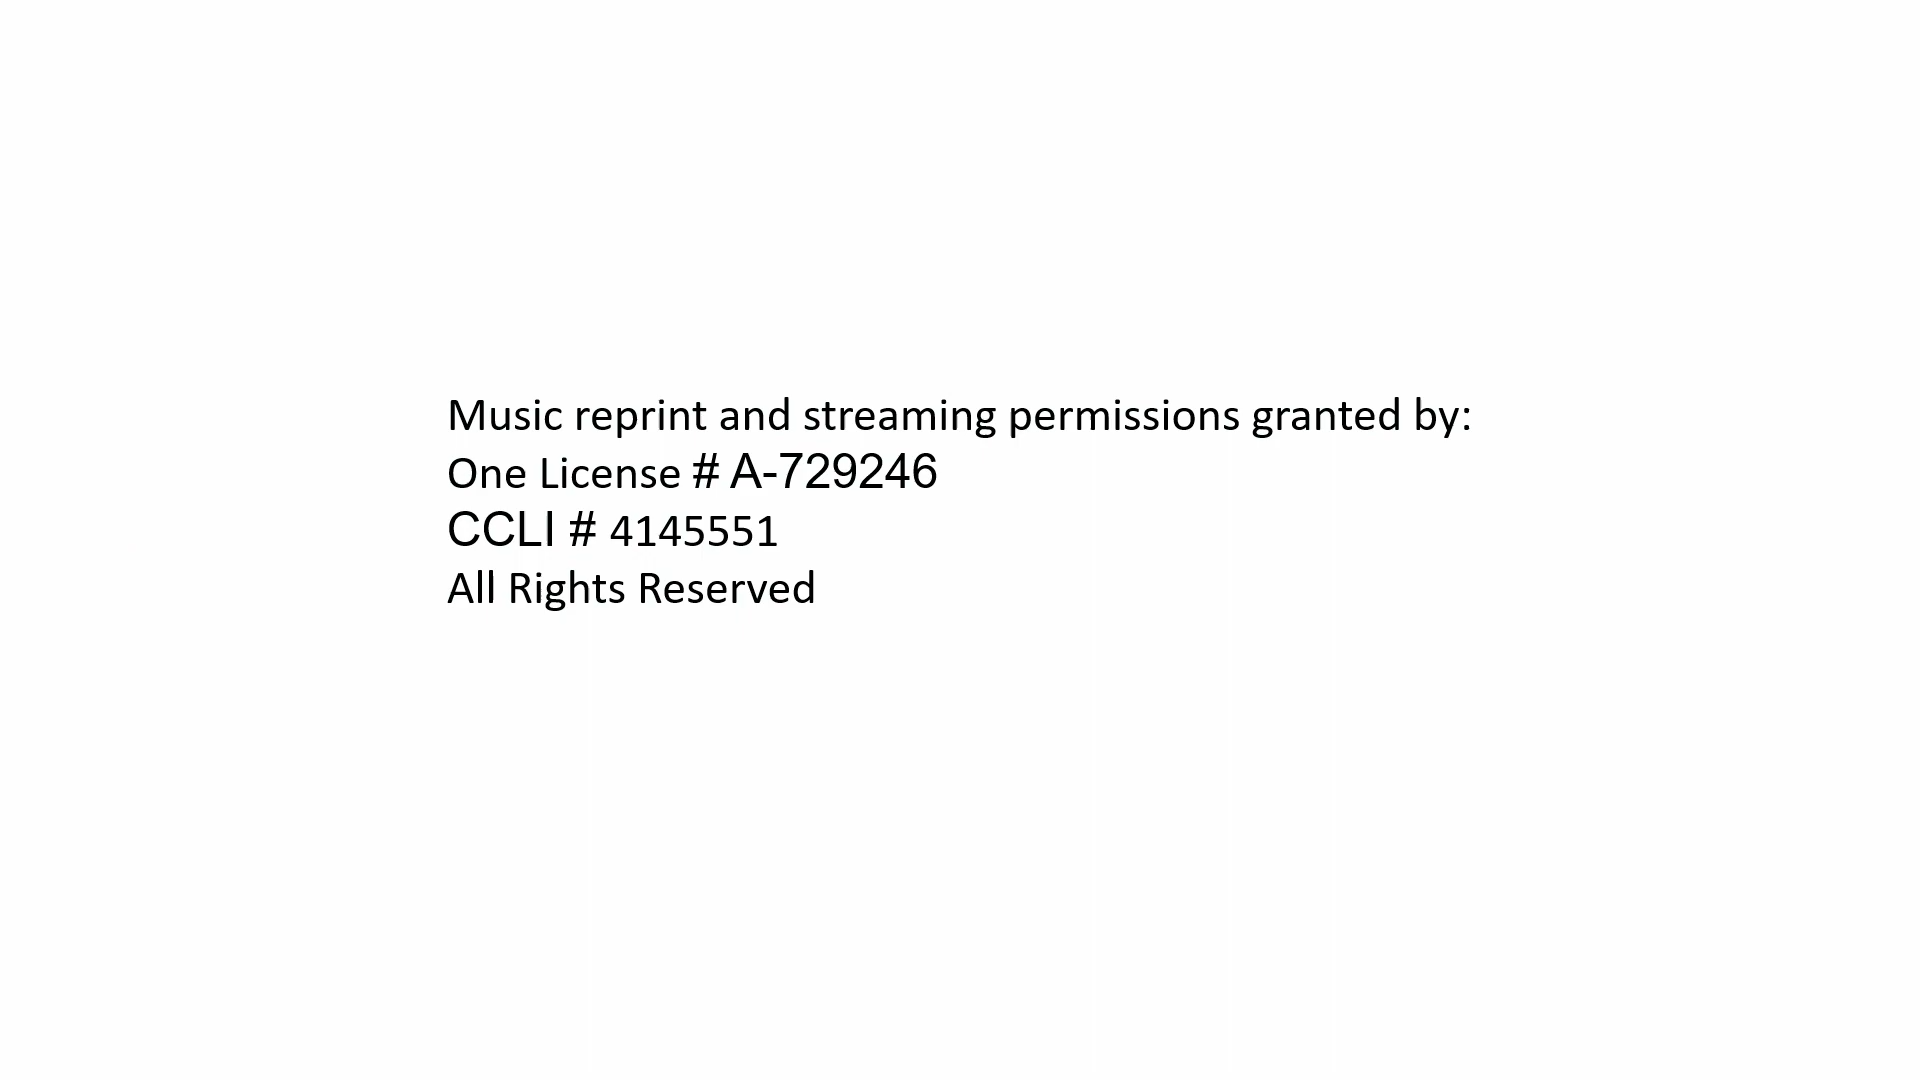 Music reprint and streaming permissions granted by:
One License # A-729246
CCLI # 4145551
All Rights Reserved